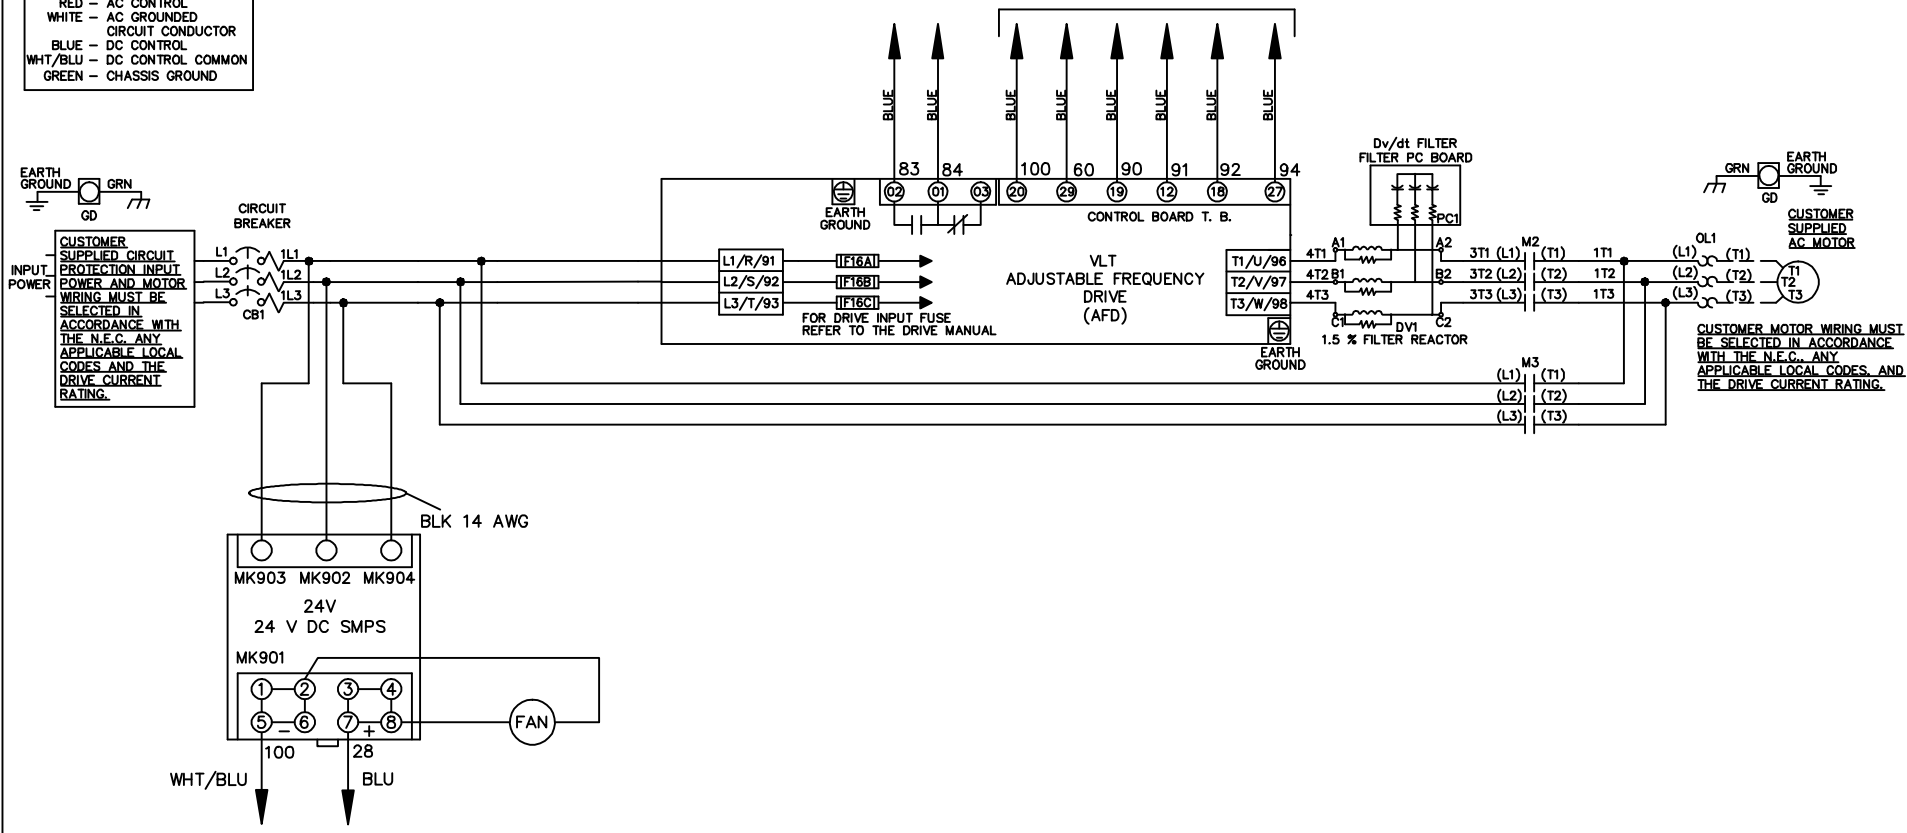 RED – AC CONTROL
WHITE – AC GROUNDED
CIRCUIT CONDUCTOR
BLUE – DC CONTROL
WHT/BLU – DC CONTROL COMMON
GREEN – CHASSIS GROUND
BLUE
BLUE
BLUE
BLUE
BLUE
BLUE
BLUE
BLUE
83
84
100
60
90
91
92
94
02
01
03
20
29
19
12
18
27
EARTH
GROUND
CONTROL BOARD T. B.
EARTH
GROUND
GRN
GD
CIRCUIT
BREAKER
INPUT
POWER
CUSTOMER
SUPPLIED CIRCUIT
PROTECTION INPUT
POWER AND MOTOR
WIRING MUST BE
SELECTED IN
ACCORDANCE WITH
THE N.E.C. ANY
APPLICABLE LOCAL
CODES AND THE
DRIVE CURRENT
RATING.
L1
L2
L3
1L1
1L2
1L3
CB1
L1/R/91
L2/S/92
L3/T/93
F16A
F16B
F16C
FOR DRIVE INPUT FUSE
REFER TO THE DRIVE MANUAL
VLT
ADJUSTABLE FREQUENCY
DRIVE
(AFD)
T1/U/96
T2/V/97
T3/W/98
EARTH
GROUND
4T1
4T2
4T3
Dv/dt FILTER
FILTER PC BOARD
PC1
A1
A2
B1
B2
C1
C2
DV1
1.5 % FILTER REACTOR
M2
3T1 (L1) (T1) 1T1
3T2 (L2) (T2) 1T2
3T3 (L3) (T3) 1T3
M3
(L1) (T1)
(L2) (T2)
(L3) (T3)
OL1
(L1) (T1)
(L2) (T2)
(L3) (T3)
T1
T2
T3
GRN
EARTH
GROUND
GD
CUSTOMER
SUPPLIED
AC MOTOR
CUSTOMER MOTOR WIRING MUST
BE SELECTED IN ACCORDANCE
WITH THE N.E.C., ANY
APPLICABLE LOCAL CODES, AND
THE DRIVE CURRENT RATING.
BLK 14 AWG
MK903 MK902 MK904
24V
24 V DC SMPS
MK901
1 2 3 4
5 – 6 7 + 8
FAN
100
28
WHT/BLU
BLU